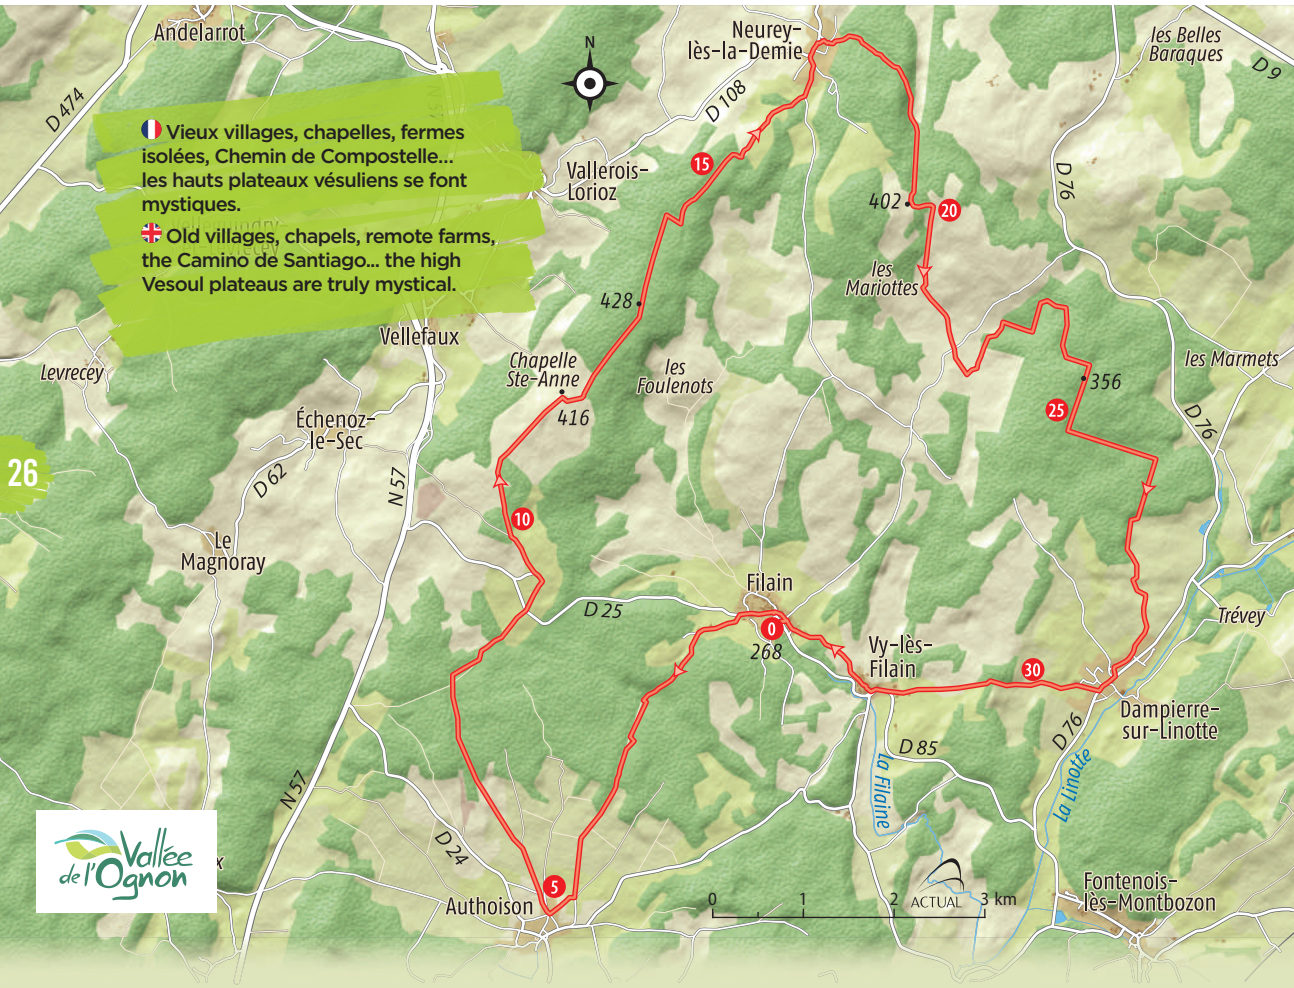 Andelarrot
Neurey-
lès-la-Demie
les Belles
Baraques
D 9
N
D 474
D 108
Vieux villages, chapelles, fermes
isolées, Chemin de Compostelle...
les hauts plateaux vésuliens se font
mystiques.
Old villages, chapels, remote farms,
the Camino de Santiago... the high
Vesoul plateaus are truly mystical.
15
Vallerois-
Lorioz
D 76
402
20
les
Mariottes
428
Vellefaux
Levrecey
Chapelle
Ste-Anne
416
les
Foulenots
les Marmets
356
25
D 76
Échenoz-
le-Sec
26
D 62
N 57
10
Le
Magnoray
Filain
D 25
0
268
Trévey
Vy-lès-
Filain
30
Dampierre-
sur-Linotte
D 76
D 85
La Filaine
La Linotte
N 57
D 24
Vallée
de l'Ognon
x
5
Authoison
0 1 2 3 km
ACTUAL
Fontenois-
lès-Montbozon